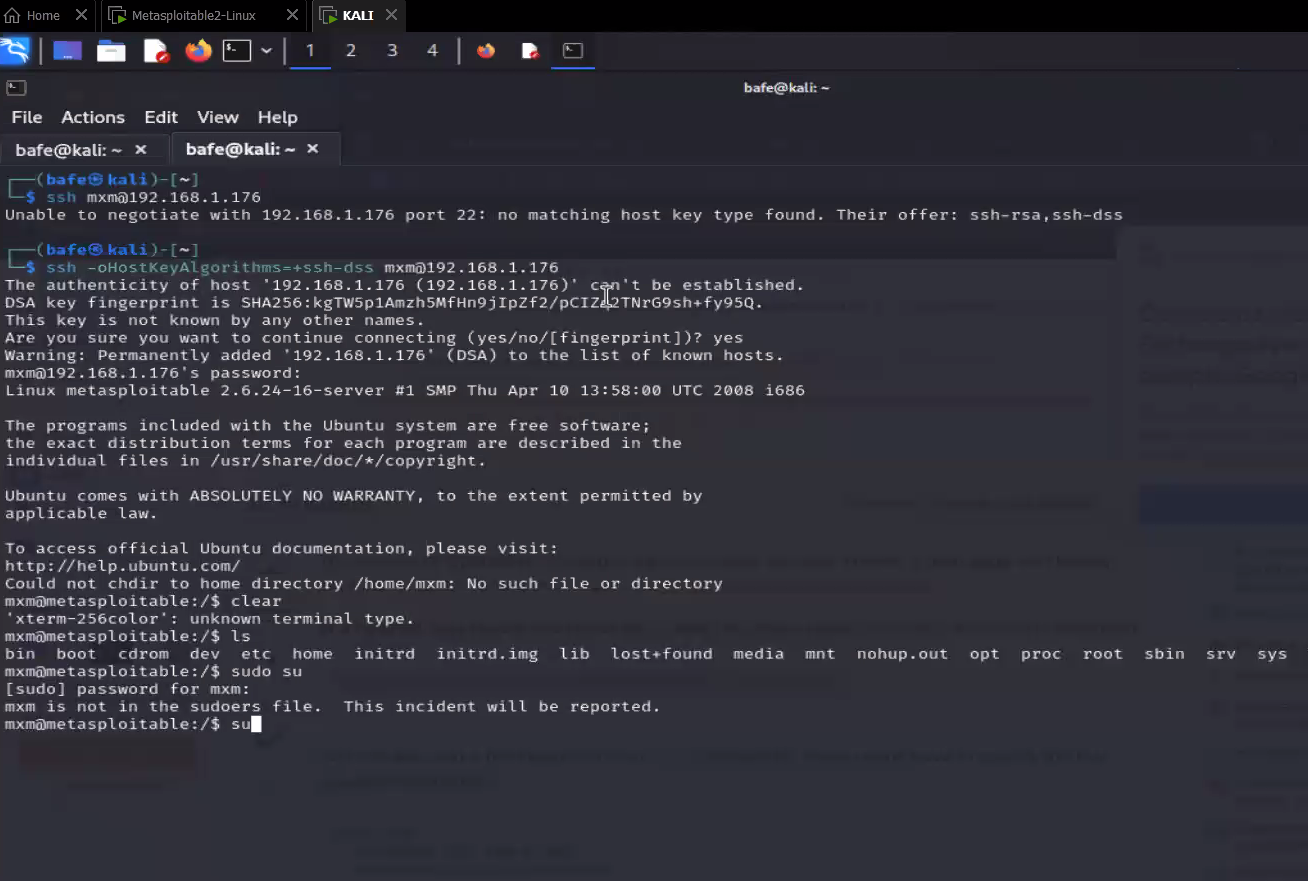 Home Metasploitable2-Linux KALI
1 2 3 4
bafe@kali: ~
File Actions Edit View Help
bafe@kali: ~ bafe@kali: ~
┌──(bafe㉿kali)-[~]
└─$ ssh mxm@192.168.1.176
Unable to negotiate with 192.168.1.176 port 22: no matching host key type found. Their offer: ssh-rsa,ssh-dss
┌──(bafe㉿kali)-[~]
└─$ ssh -oHostKeyAlgorithms=+ssh-dss mxm@192.168.1.176
The authenticity of host '192.168.1.176 (192.168.1.176)' can't be established.
DSA key fingerprint is
This key is not known by any other names.
Are you sure you want to continue connecting (yes/no/[fingerprint])? yes
Warning: Permanently added '192.168.1.176' (DSA) to the list of known hosts.
mxm@192.168.1.176's password:
Linux metasploitable 2.6.24-16-server #1 SMP Thu Apr 10 13:58:00 UTC 2008 i686
The programs included with the Ubuntu system are free software;
the exact distribution terms for each program are described in the
individual files in /usr/share/doc/*/copyright.
Ubuntu comes with ABSOLUTELY NO WARRANTY, to the extent permitted by
applicable law.
To access official Ubuntu documentation, please visit:
http://help.ubuntu.com/
Could not chdir to home directory /home/mxm: No such file or directory
mxm@metasploitable:/$ clear
'xterm-256color': unknown terminal type.
mxm@metasploitable:/$ ls
bin boot cdrom dev etc home initrd initrd.img lib lost+found media mnt nohup.out opt proc root sbin srv sys
mxm@metasploitable:/$ sudo su
[sudo] password for mxm:
mxm is not in the sudoers file.  This incident will be reported.
mxm@metasploitable:/$ su